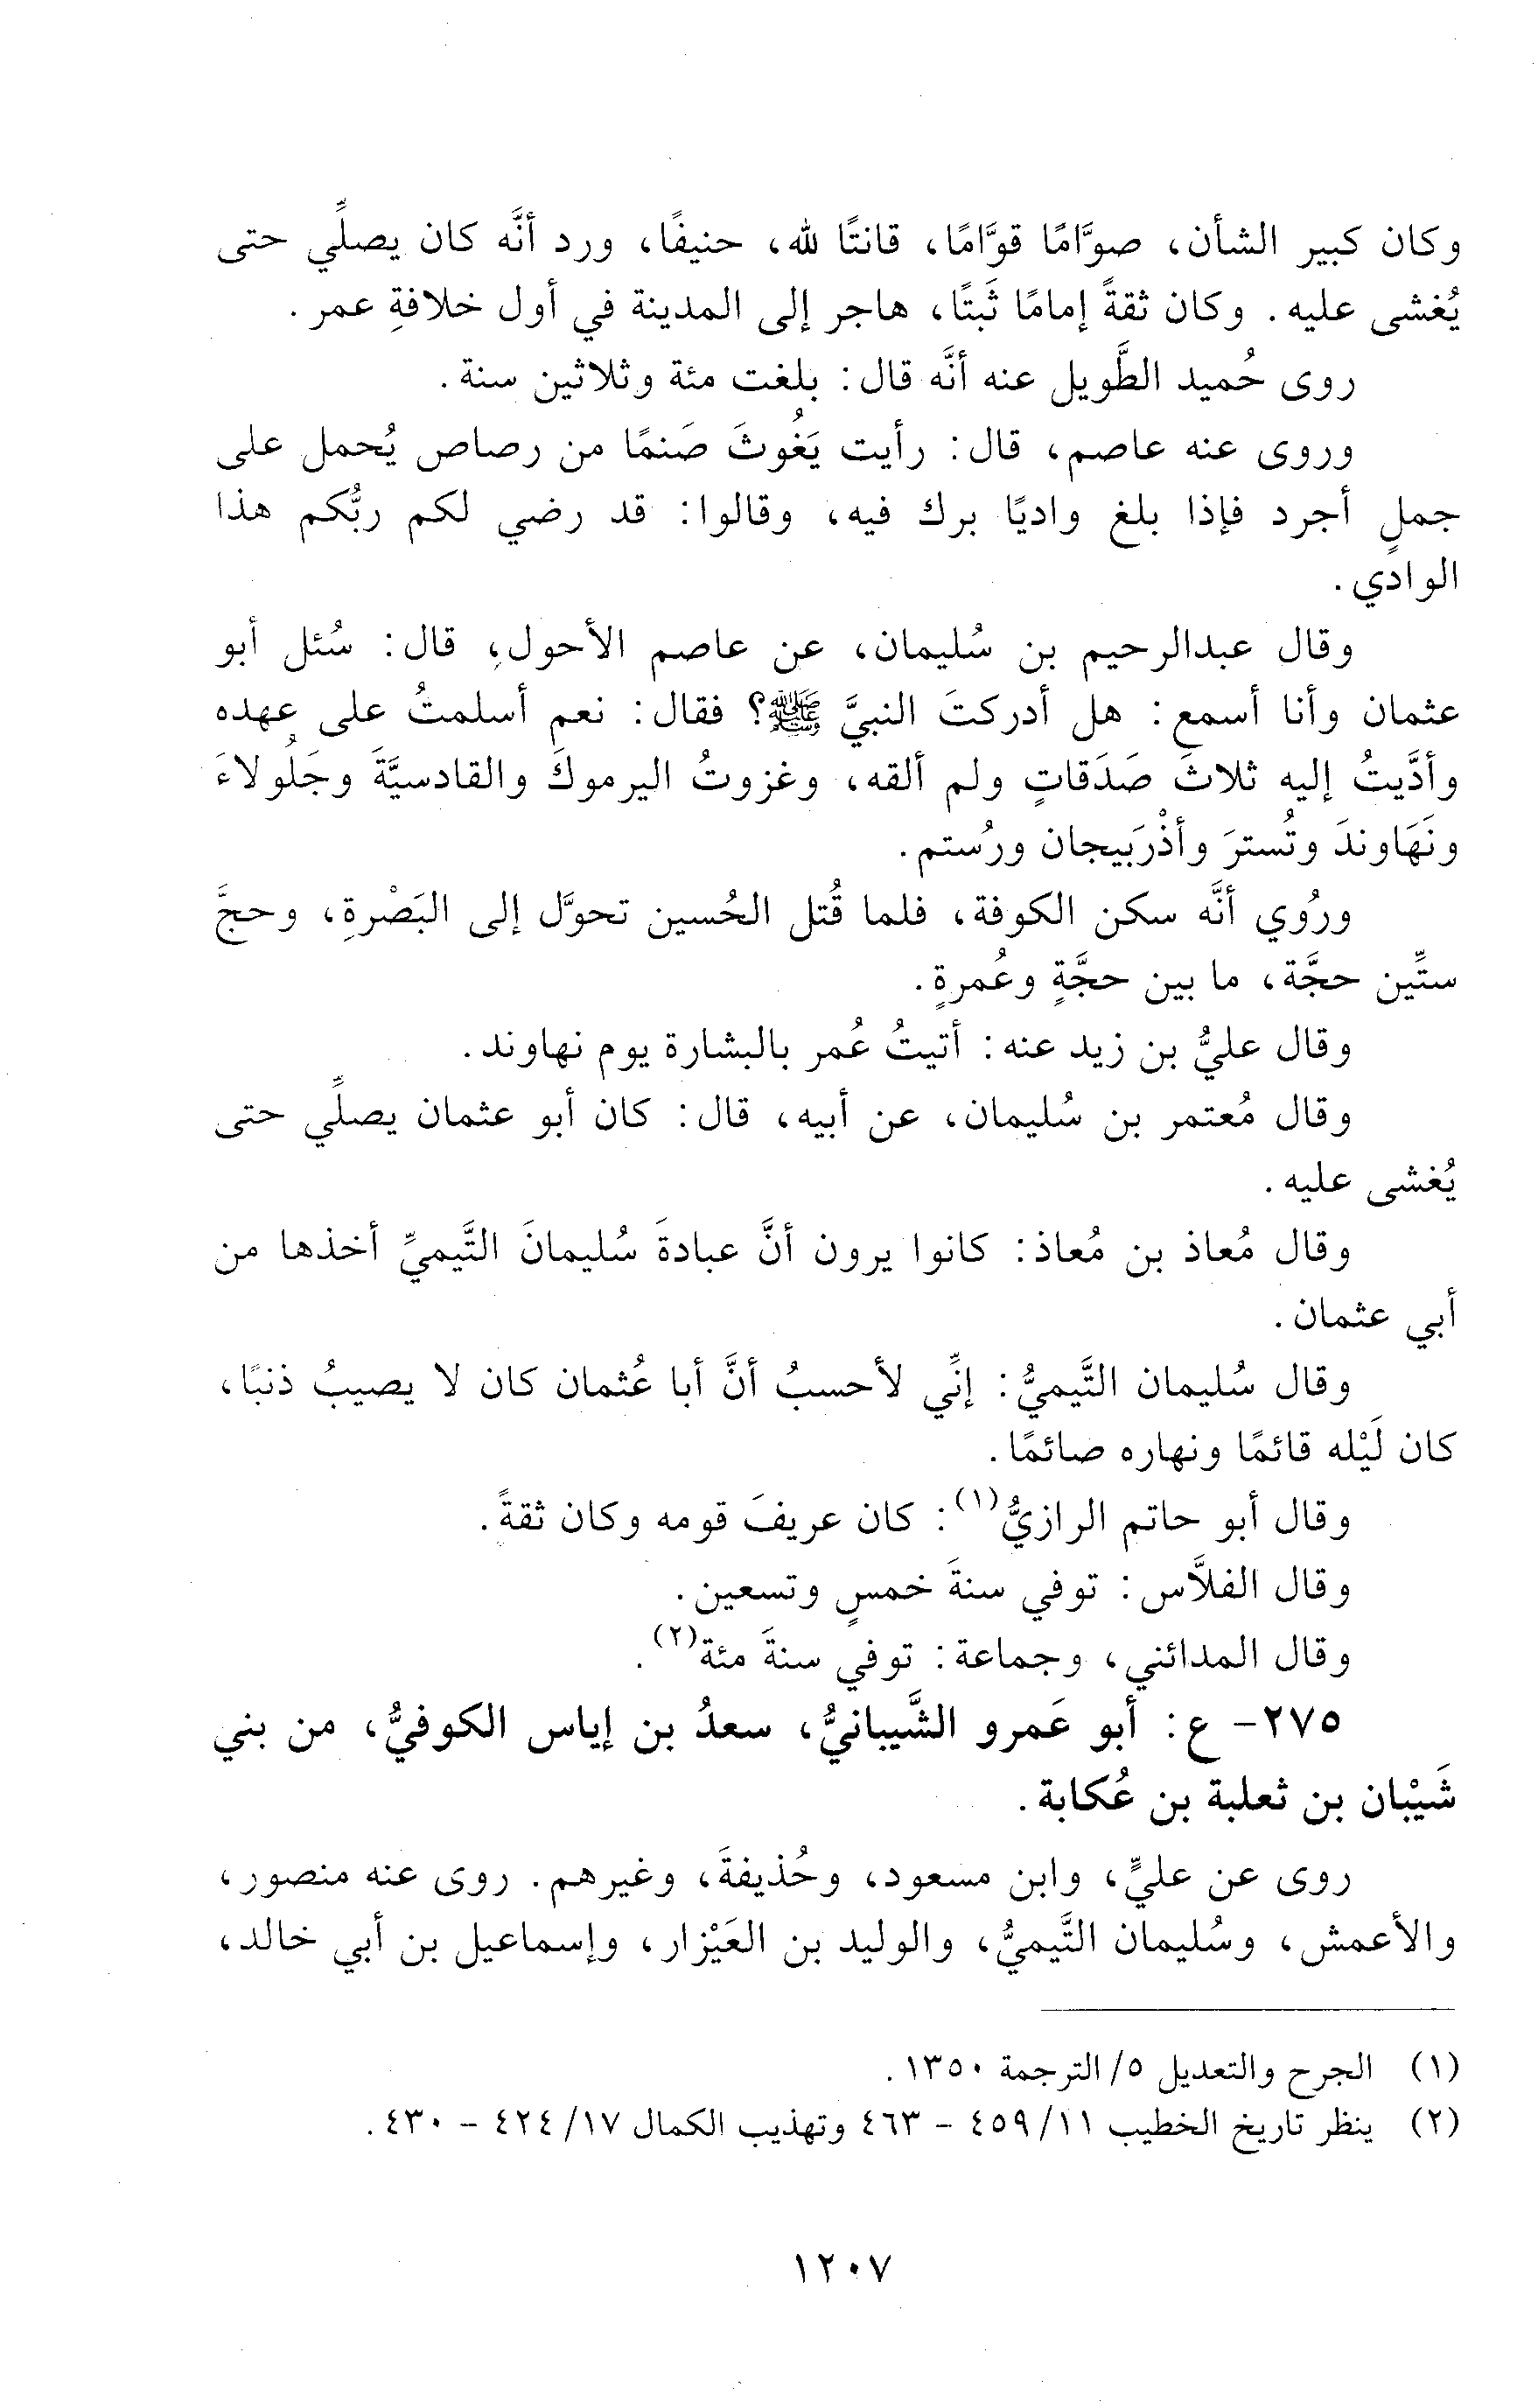 وكان كبير الشأن، صوَّامًا قوَّامًا، قانتًا لله، حنيفًا، ورد أنَّه كان يصلِّي حتى
يُغشى عليه. وكان ثقةً إمامًا ثَبتًا، هاجر إلى المدينة في أول خلافةِ عمر.
روى حُميد الطَّويل عنه أنَّه قال: بلغت مئة وثلاثين سنة.
وروى عنه عاصم، قال: رأيت يَغُوثَ صَنمًا من رصاص يُحمل على
جملٍ أجرد فإذا بلغ واديًا برك فيه، وقالوا: قد رضي لكم ربُّكم هذا
الوادي.
وقال عبدالرحيم بن سُليمان، عن عاصم الأحول، قال: سُئل أبو
عثمان وأنا أسمع: هل أدركتَ النبيَّ ﷺ؟ فقال: نعم أسلمتُ على عهده
وأدَّيتُ إليه ثلاثَ صَدَقاتٍ ولم ألقه، وغزوتُ اليرموكَ والقادسيَّةَ وجَلُولاءَ
ونَهَاوندَ وتُسترَ وأذْرَبيجان ورُستم.
ورُوي أنَّه سكن الكوفة، فلما قُتل الحُسين تحوَّل إلى البَصْرةِ، وحجَّ
ستِّين حجَّة، ما بين حجَّةٍ وعُمرةٍ.
وقال عليُّ بن زيد عنه: أتيتُ عُمر بالبشارة يوم نهاوند.
وقال مُعتمر بن سُليمان، عن أبيه، قال: كان أبو عثمان يصلِّي حتى
يُغشى عليه.
وقال مُعاذ بن مُعاذ: كانوا يرون أنَّ عبادةَ سُليمانَ التَّيميِّ أخذها من
أبي عثمان.
وقال سُليمان التَّيميُّ: إنِّي لأحسبُ أنَّ أبا عُثمان كان لا يصيبُ ذنبًا،
كان لَيْله قائمًا ونهاره صائمًا.
وقال أبو حاتم الرازيُّ(١): كان عريفَ قومه وكان ثقةً.
وقال الفلاَّس: توفي سنةَ خمسٍ وتسعين.
وقال المدائني، وجماعة: توفي سنةَ مئة(٢).
٢٧٥- ع: أبو عَمرو الشَّيبانيُّ، سعدُ بن إياس الكوفيُّ، من بني
شَيْبان بن ثعلبة بن عُكابة.
روى عن عليٍّ، وابن مسعود، وحُذيفةَ، وغيرهم. روى عنه منصور،
والأعمش، وسُليمان التَّيميُّ، والوليد بن العَيْزار، وإسماعيل بن أبي خالد،
(١) الجرح والتعديل ٥/ الترجمة ١٣٥٠.
(٢) ينظر تاريخ الخطيب ١١/ ٤٥٩ - ٤٦٣ وتهذيب الكمال ١٧/ ٤٢٤ - ٤٣٠.
١٢٠٧